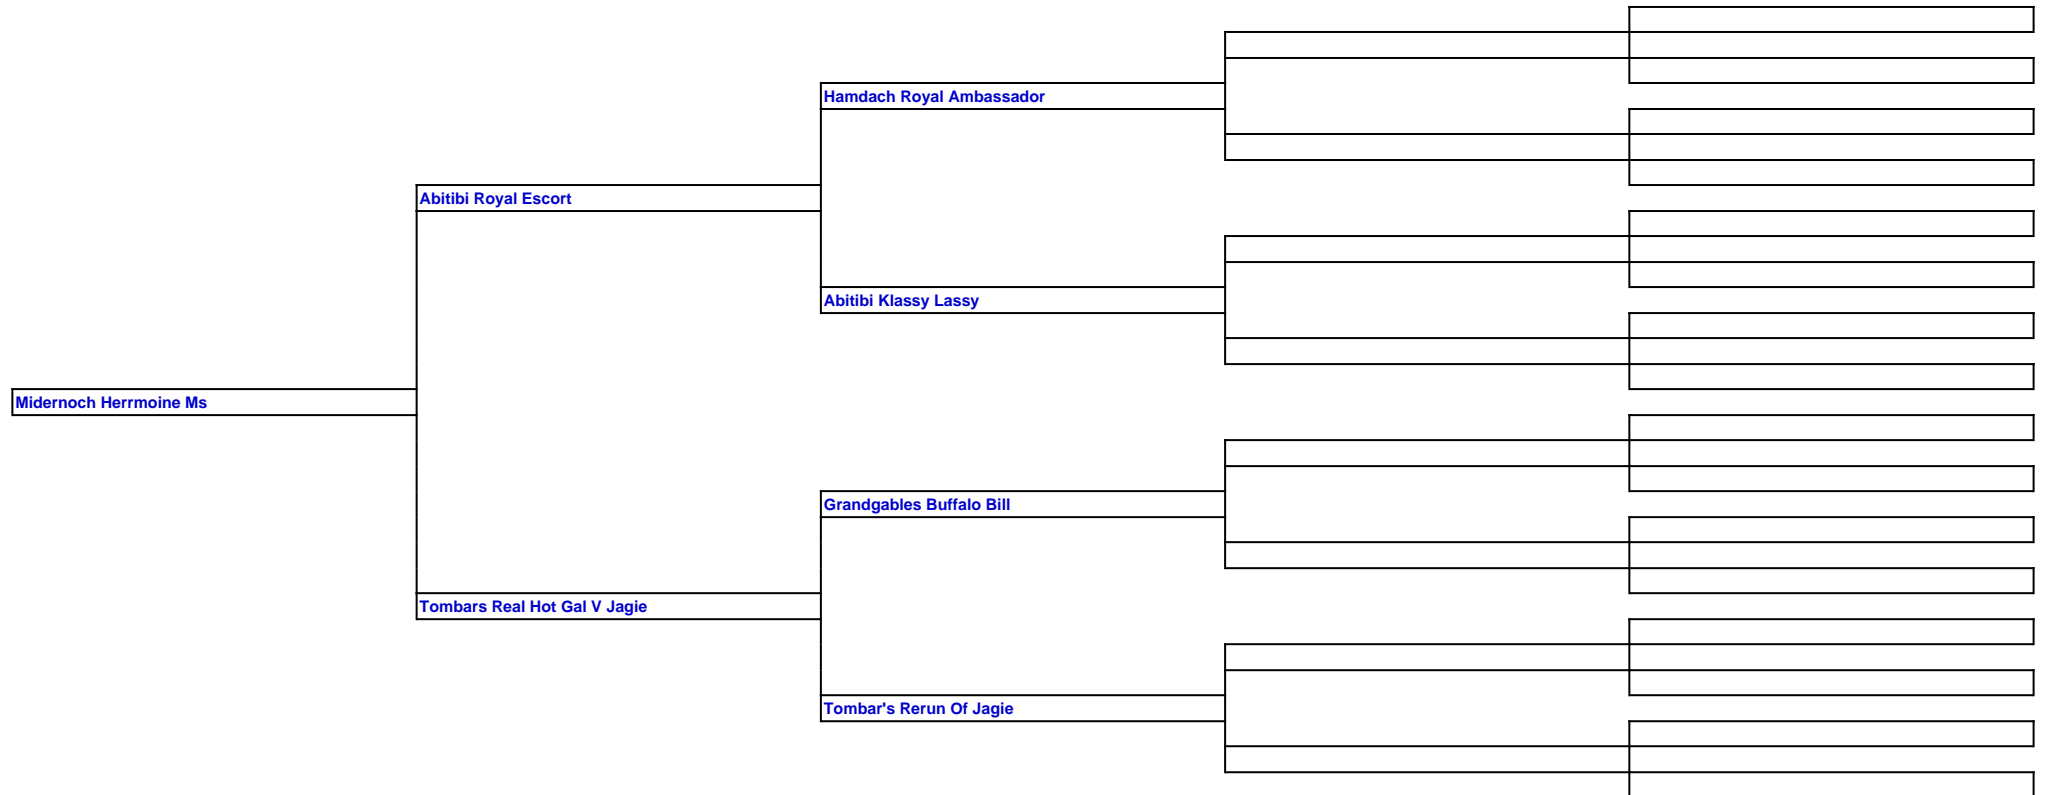 Hamdach Royal Ambassador
Abitibi Royal Escort
Abitibi Klassy Lassy
Midernoch Herrmoine Ms
Grandgables Buffalo Bill
Tombars Real Hot Gal V Jagie
Tombar's Rerun Of Jagie